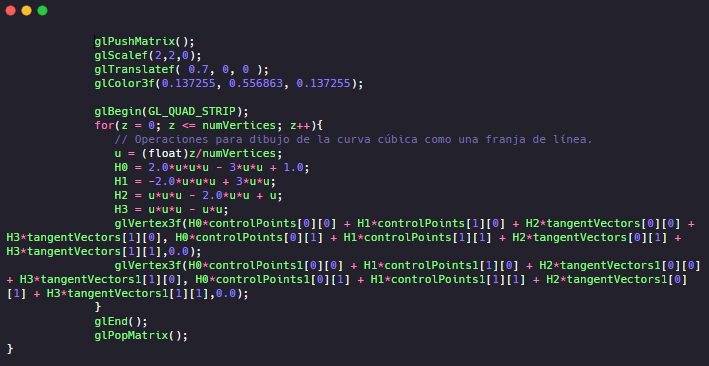 glPushMatrix();
glScalef(2,2,0);
glTranslatef( 0.7, 0, 0 );
glColor3f(0.137255, 0.556863, 0.137255);
glBegin(GL_QUAD_STRIP);
for(z = 0; z <= numVertices; z++){
// Operaciones para dibujo de la curva cúbica como una franja de línea.
u = (float)z/numVertices;
H0 = 2.0*u*u*u - 3*u*u + 1.0;
H1 = -2.0*u*u*u + 3*u*u;
H2 = u*u*u - 2.0*u*u + u;
H3 = u*u*u - u*u;
glVertex3f(H0*controlPoints[0][0] + H1*controlPoints[1][0] + H2*tangentVectors[0][0] +
H3*tangentVectors[1][0], H0*controlPoints[0][1] + H1*controlPoints[1][1] + H2*tangentVectors[0][1] +
H3*tangentVectors[1][1],0.0);
glVertex3f(H0*controlPoints1[0][0] + H1*controlPoints1[1][0] + H2*tangentVectors1[0][0]
+ H3*tangentVectors1[1][0], H0*controlPoints1[0][1] + H1*controlPoints1[1][1] + H2*tangentVectors1[0]
[1] + H3*tangentVectors1[1][1],0.0);
}
glEnd();
glPopMatrix();
}